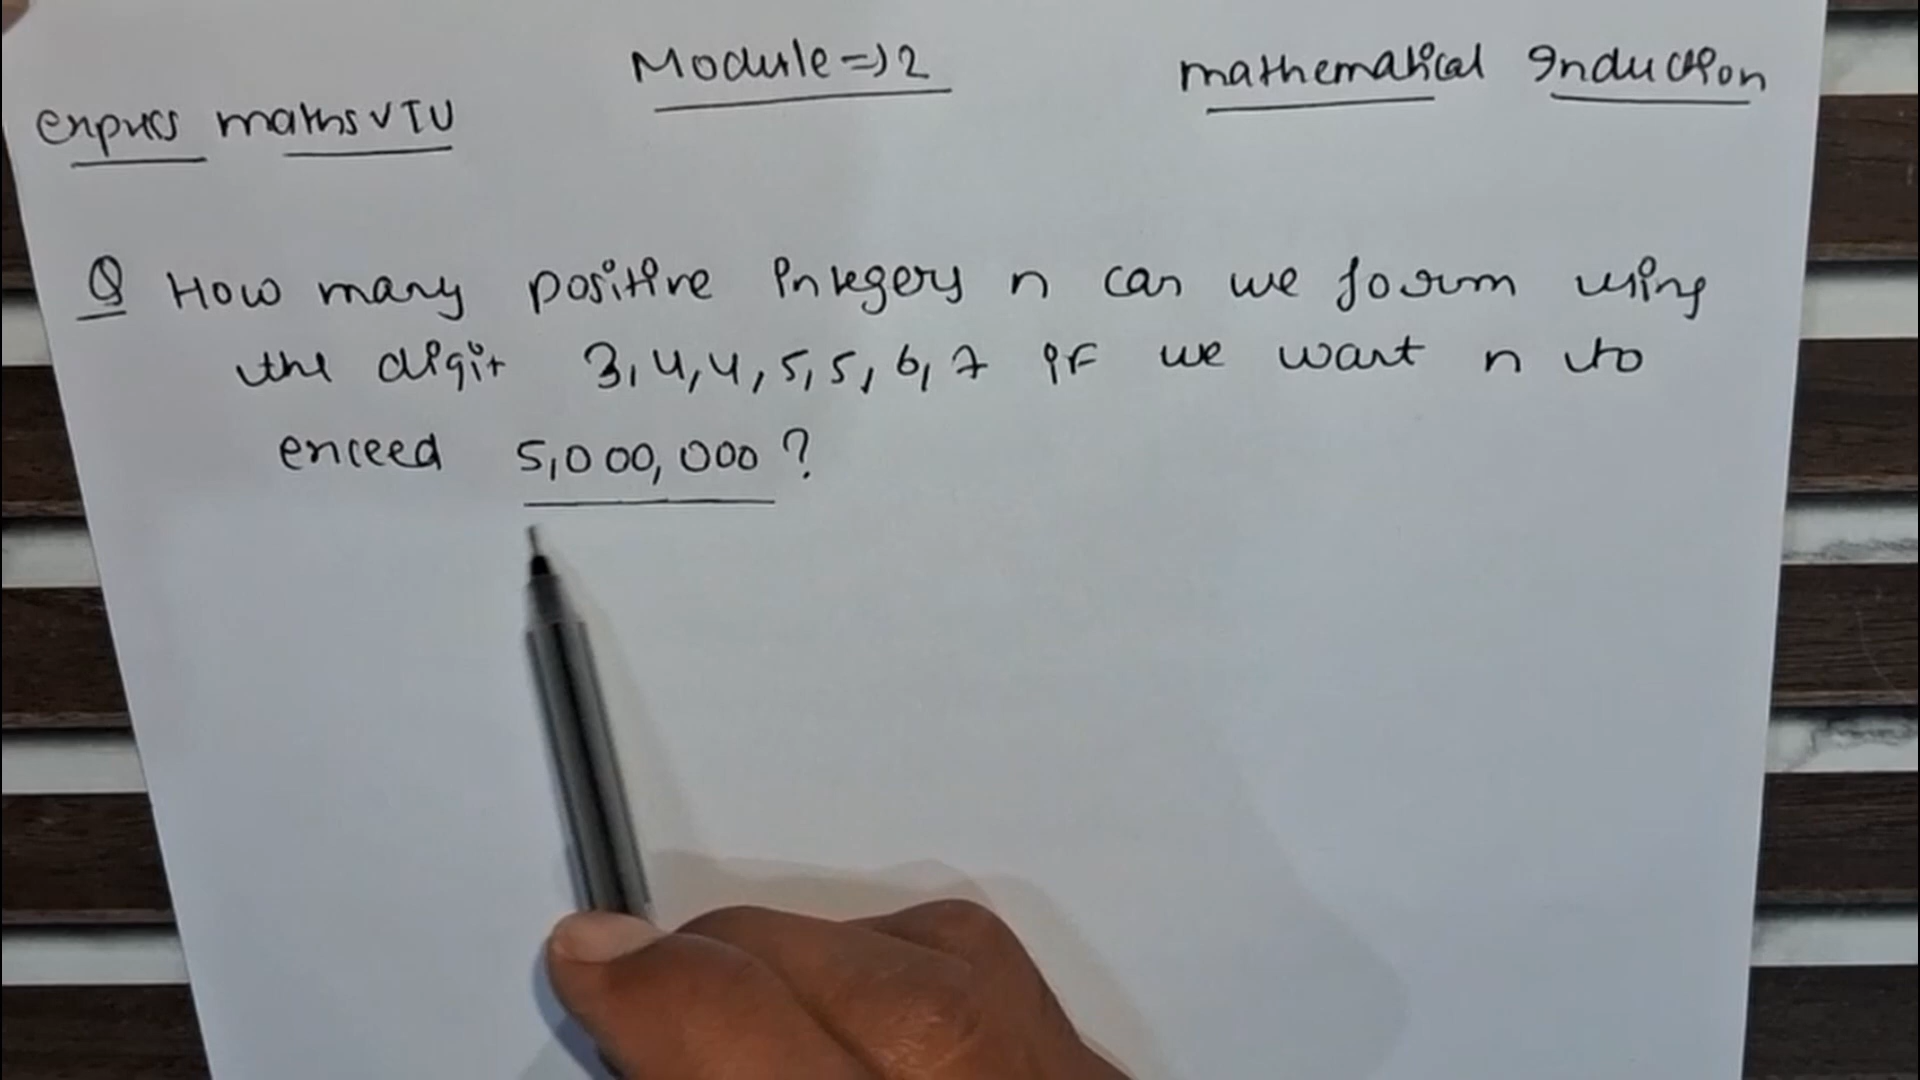 Module => 2
mathematical Induction
express maths VTU
Q How many positive integers n can we form using
the digit 3, 4, 4, 5, 5, 6, 7 if we want n to
exceed 5,000,000 ?